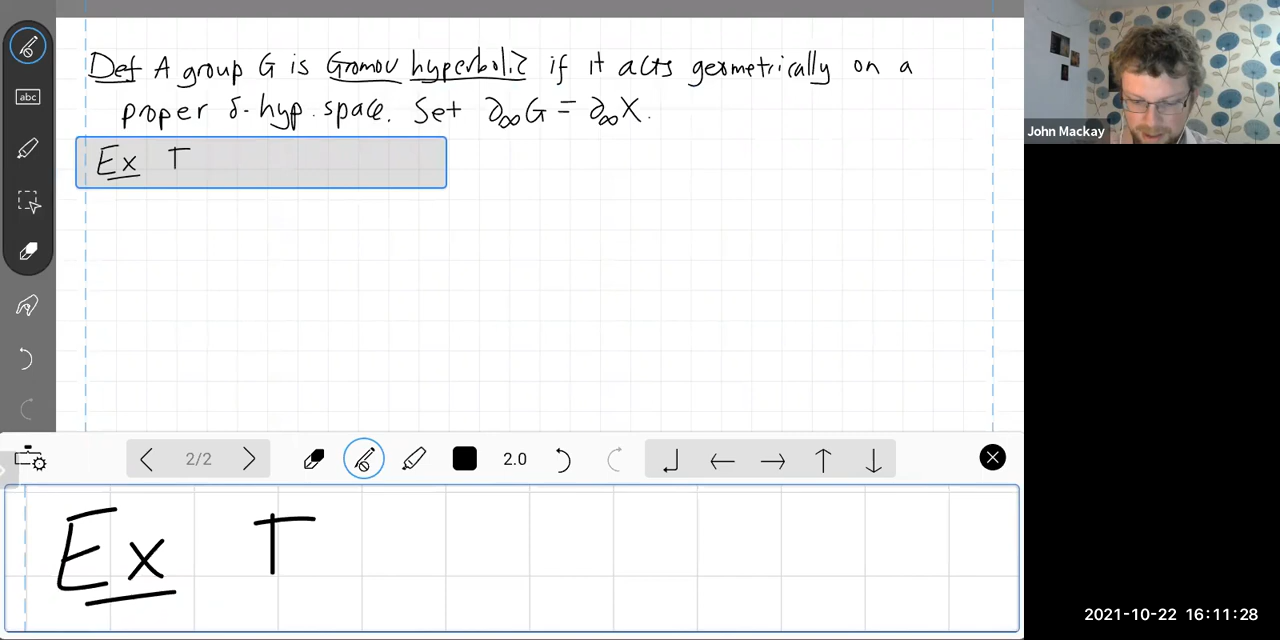 Def A group G is Gromov hyperbolic if it acts geometrically on a
proper δ-hyp. space. Set ∂∞G = ∂∞X.
Ex T
abc
John Mackay
2/2
2.0
Ex T
2021-10-22 16:11:28